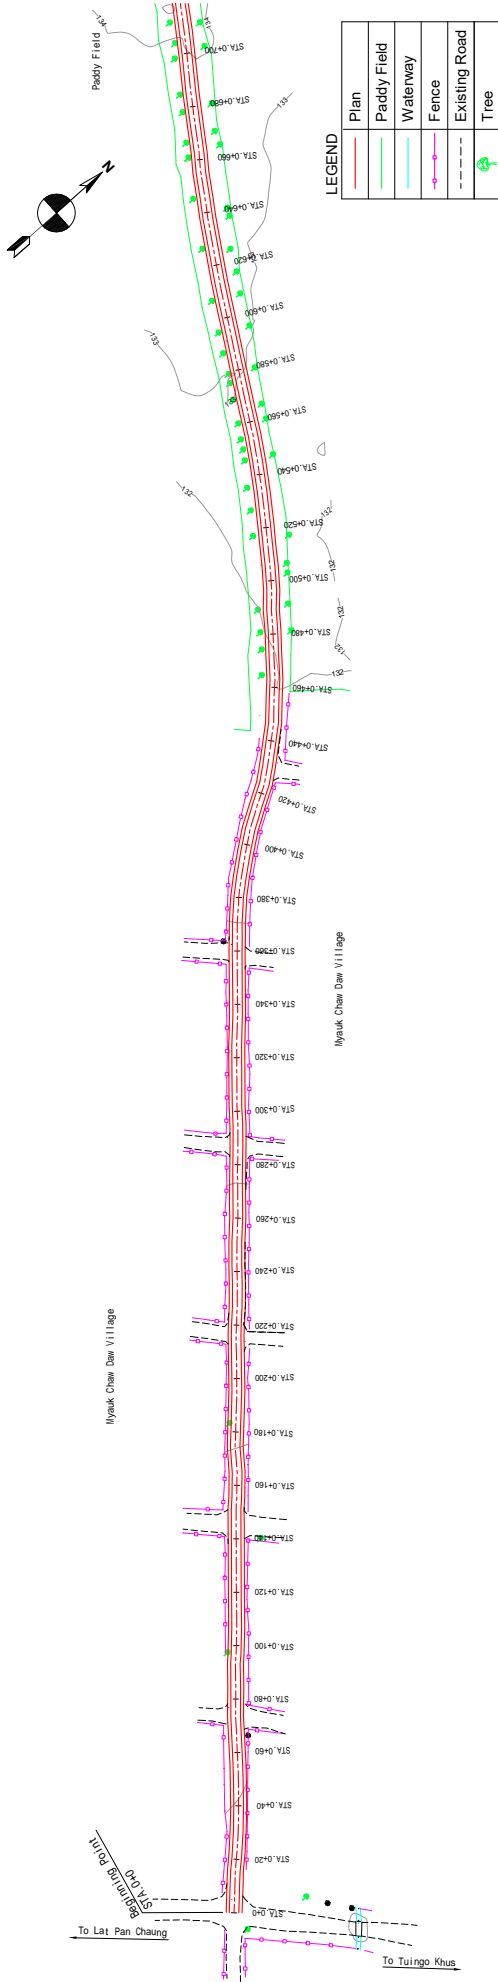 134
134
Paddy Field
STA.0+700
STA.0+680
133
STA.0+660
STA.0+640
N
STA.0+620
STA.0+600
133
STA.0+580
STA.0+560
STA.0+540
132
STA.0+520
132
STA.0+500
132
132
STA.0+480
132
132
STA.0+460
STA.0+440
STA.0+420
STA.0+400
STA.0+380
STA.0+360
Myauk Chaw Daw Village
STA.0+340
STA.0+320
STA.0+300
STA.0+280
STA.0+260
STA.0+240
STA.0+220
Myauk Chaw Daw Village
STA.0+200
STA.0+180
STA.0+160
STA.0+140
STA.0+120
STA.0+100
STA.0+80
STA.0+60
STA.0+40
STA.0+20
STA.0+0
Beginning Point
STA
0+0
To Lat Pan Chaung
To Tuingo Khus
LEGEND
Plan
Paddy Field
Waterway
Fence
Existing Road
Tree